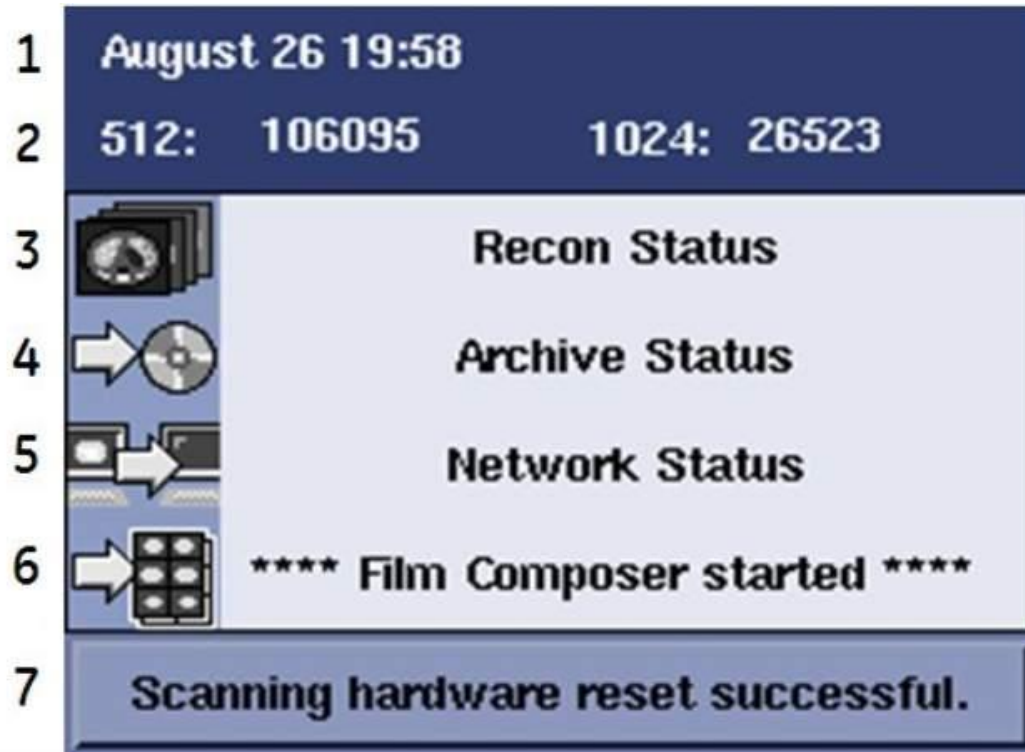 1 August 26 19:58
2 512: 106095 1024: 26523
3 Recon Status
4 Archive Status
5 Network Status
6 **** Film Composer started ****
7 Scanning hardware reset successful.